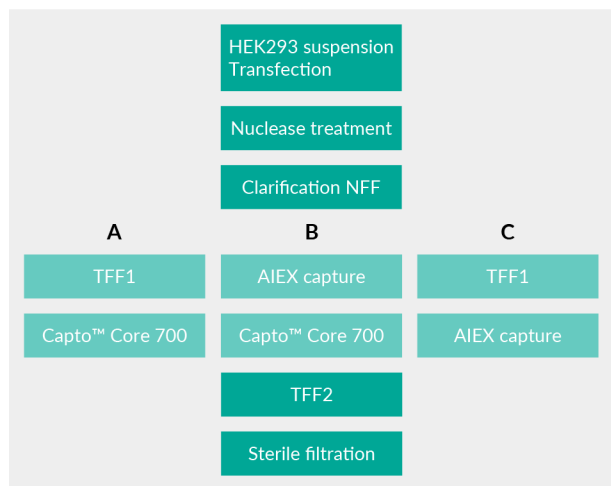 HEK293 suspension
Transfection
Nuclease treatment
Clarification NFF
A B C
TFF1 AIEX capture TFF1
Capto™ Core 700 Capto™ Core 700 AIEX capture
TFF2
Sterile filtration